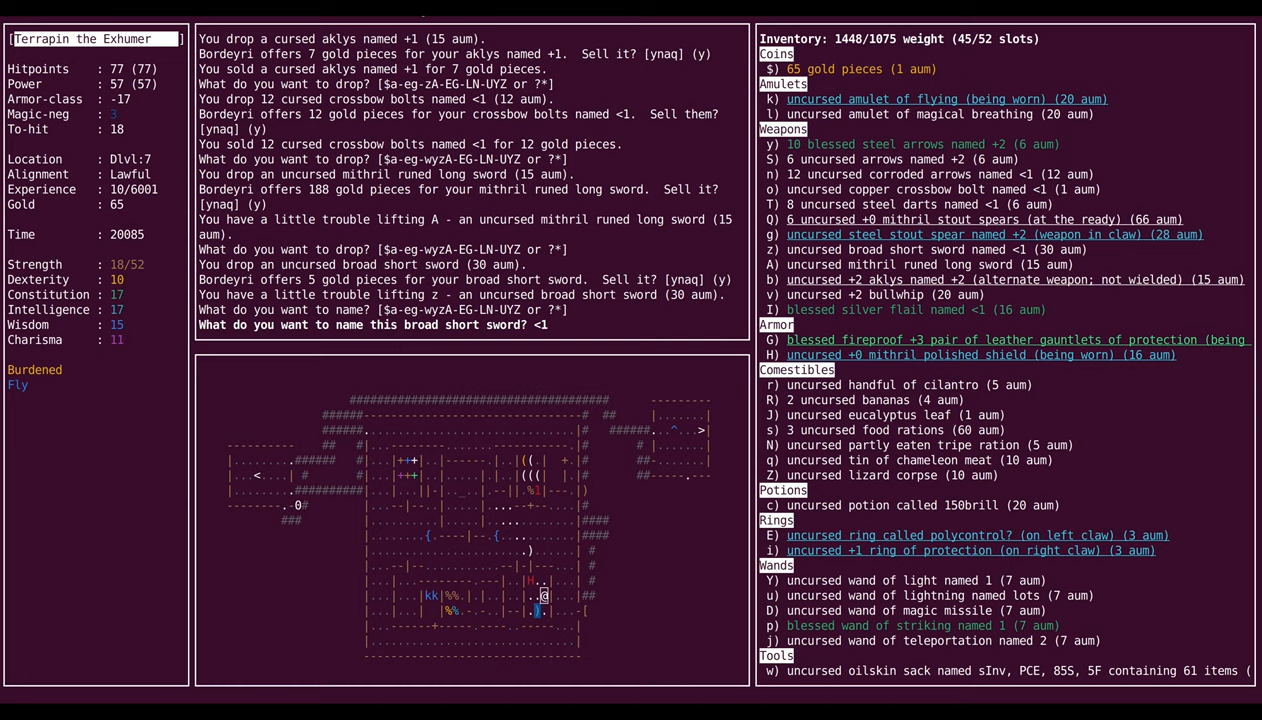 [Terrapin the Exhumer ]
Hitpoints : 77 (77)
Power : 57 (57)
Armor-class : -17
Magic-neg : 3
To-hit : 18
Location : Dlvl:7
Alignment : Lawful
Experience : 10/6001
Gold : 65
Time : 20085
Strength : 18/52
Dexterity : 10
Constitution : 17
Intelligence : 17
Wisdom : 15
Charisma : 11
Burdened
Fly
You drop a cursed aklys named +1 (15 aum).
Bordeyri offers 7 gold pieces for your aklys named +1.  Sell it? [ynaq] (y)
You sold a cursed aklys named +1 for 7 gold pieces.
What do you want to drop? [$a-eg-zA-EG-LN-UYZ or ?*]
You drop 12 cursed crossbow bolts named <1 (12 aum).
Bordeyri offers 12 gold pieces for your crossbow bolts named <1.  Sell them?
[ynaq] (y)
You sold 12 cursed crossbow bolts named <1 for 12 gold pieces.
What do you want to drop? [$a-eg-wyzA-EG-LN-UYZ or ?*]
You drop an uncursed mithril runed long sword (15 aum).
Bordeyri offers 188 gold pieces for your mithril runed long sword.  Sell it?
[ynaq] (y)
You have a little trouble lifting A - an uncursed mithril runed long sword (15
aum).
What do you want to drop? [$a-eg-wyzA-EG-LN-UYZ or ?*]
You drop an uncursed broad short sword (30 aum).
Bordeyri offers 5 gold pieces for your broad short sword.  Sell it? [ynaq] (y)
You have a little trouble lifting z - an uncursed broad short sword (30 aum).
What do you want to name? [$a-eg-wyzA-EG-LN-UYZ or ?*]
What do you want to name this broad short sword? <1
Inventory: 1448/1075 weight (45/52 slots)
Coins
$) 65 gold pieces (1 aum)
Amulets
k) uncursed amulet of flying (being worn) (20 aum)
l) uncursed amulet of magical breathing (20 aum)
Weapons
y) 10 blessed steel arrows named +2 (6 aum)
S) 6 uncursed arrows named +2 (6 aum)
n) 12 uncursed corroded arrows named <1 (12 aum)
o) uncursed copper crossbow bolt named <1 (1 aum)
T) 8 uncursed steel darts named <1 (6 aum)
Q) 6 uncursed +0 mithril stout spears (at the ready) (66 aum)
g) uncursed steel stout spear named +2 (weapon in claw) (28 aum)
z) uncursed broad short sword named <1 (30 aum)
A) uncursed mithril runed long sword (15 aum)
b) uncursed +2 aklys named +2 (alternate weapon; not wielded) (15 aum)
v) uncursed +2 bullwhip (20 aum)
I) blessed silver flail named <1 (16 aum)
Armor
G) blessed fireproof +3 pair of leather gauntlets of protection (being
H) uncursed +0 mithril polished shield (being worn) (16 aum)
Comestibles
r) uncursed handful of cilantro (5 aum)
R) 2 uncursed bananas (4 aum)
J) uncursed eucalyptus leaf (1 aum)
s) 3 uncursed food rations (60 aum)
N) uncursed partly eaten tripe ration (5 aum)
q) uncursed tin of chameleon meat (10 aum)
Z) uncursed lizard corpse (10 aum)
Potions
c) uncursed potion called 150brill (20 aum)
Rings
E) uncursed ring called polycontrol? (on left claw) (3 aum)
i) uncursed +1 ring of protection (on right claw) (3 aum)
Wands
Y) uncursed wand of light named 1 (7 aum)
u) uncursed wand of lightning named lots (7 aum)
D) uncursed wand of magic missile (7 aum)
p) blessed wand of striking named 1 (7 aum)
j) uncursed wand of teleportation named 2 (7 aum)
Tools
w) uncursed oilskin sack named sInv, PCE, 85S, 5F containing 61 items (